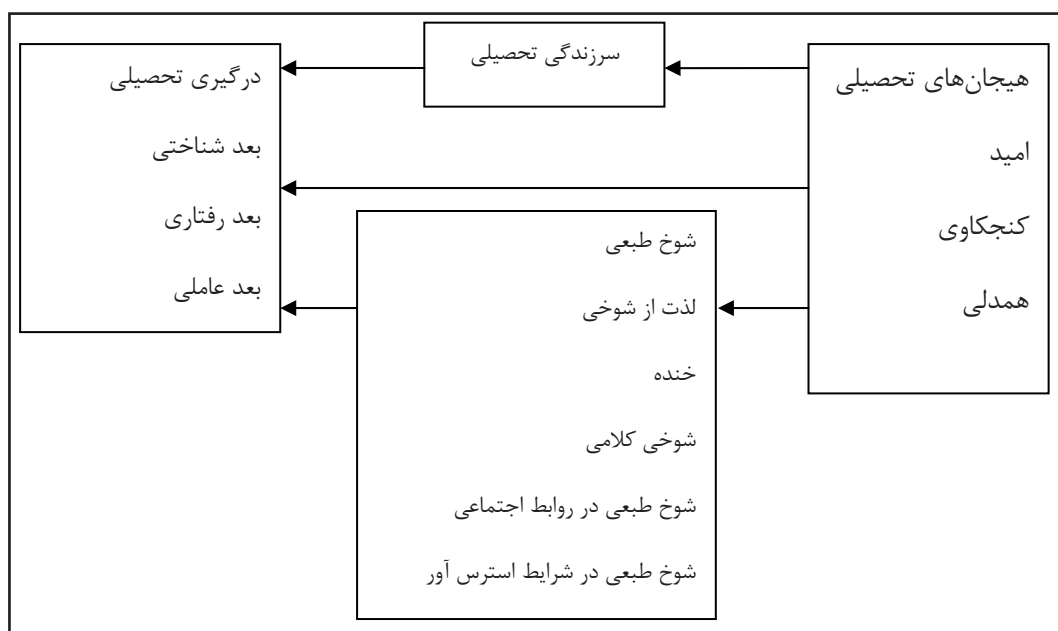 هیجان‌های تحصیلی
امید
کنجکاوی
همدلی
سرزندگی تحصیلی
شوخ طبعی
لذت از شوخی
خنده
شوخی کلامی
شوخ طبعی در روابط اجتماعی
شوخ طبعی در شرایط استرس آور
درگیری تحصیلی
بعد شناختی
بعد رفتاری
بعد عاملی